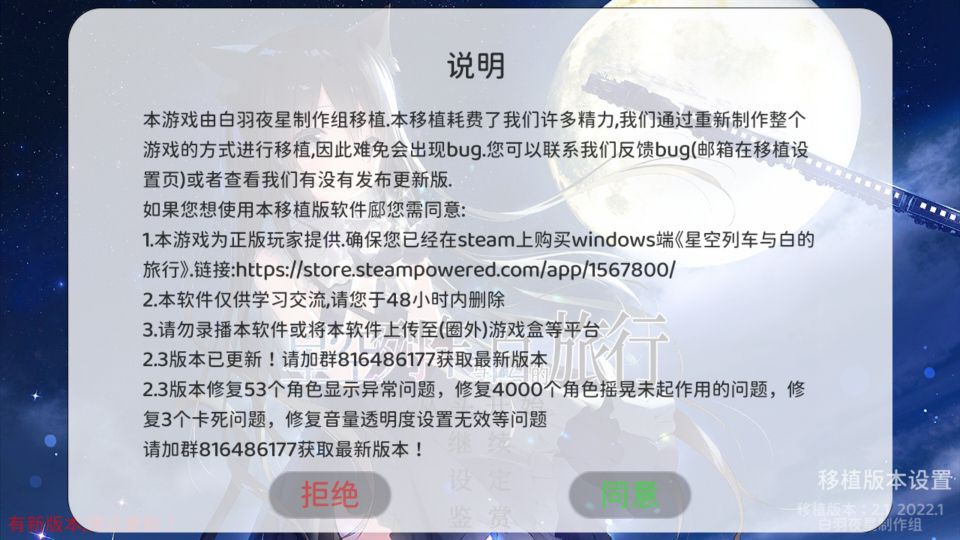 说明
本游戏由白羽夜星制作组移植.本移植耗费了我们许多精力,我们通过重新制作整个
游戏的方式进行移植,因此难免会出现bug.您可以联系我们反馈bug(邮箱在移植设
置页)或者查看我们有没有发布更新版.
如果您想使用本移植版软件郎您需同意:
1.本游戏为正版玩家提供.确保您已经在steam上购买windows端《星空列车与白的
旅行》.链接:https://store.steampowered.com/app/1567800/
2.本软件仅供学习交流,请您于48小时内删除
3.请勿录播本软件或将本软件上传至(圈外)游戏盒等平台
2.3版本已更新！请加群816486177获取最新版本
2.3版本修复53个角色显示异常问题，修复4000个角色摇晃未起作用的问题，修
复3个卡死问题，修复音量透明度设置无效等问题
请加群816486177获取最新版本！
旅行
继续
设定
鉴赏
拒绝
同意
移植版本设置
移植版本：2.1 2022.1
白羽夜星制作组
有新版本